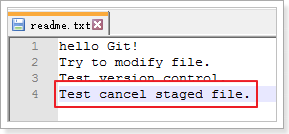 readme.txt
1 hello Git!
2 Try to modify file.
3 Test version control
4 Test cancel staged file.